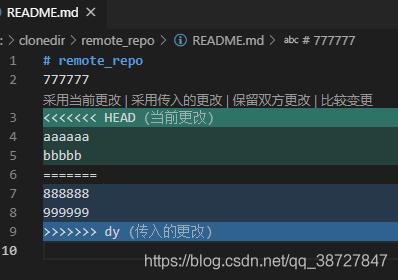 README.md ×
: > clonedir > remote_repo > README.md > abc # 777777
1 # remote_repo
2 777777
采用当前更改 | 采用传入的更改 | 保留双方更改 | 比较变更
3 <<<<<<< HEAD (当前更改)
4 aaaaaa
5 bbbbb
6 =======
7 888888
8 999999
9 >>>>>>> dy (传入的更改)
10
https://blog.csdn.net/qq_38727847